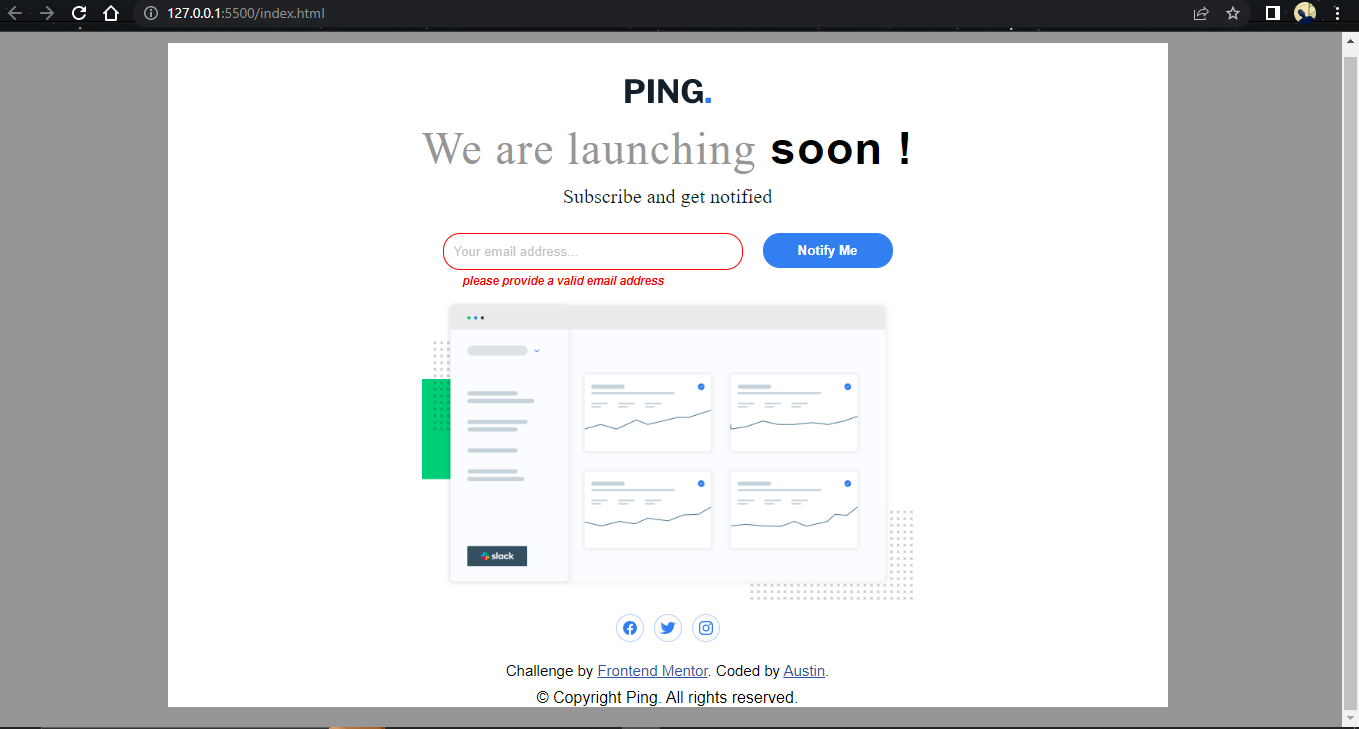 127.0.0.1:5500/index.html
PING.
We are launching soon !
Subscribe and get notified
Your email address...
Notify Me
please provide a valid email address
slack
Challenge by Frontend Mentor. Coded by Austin.
© Copyright Ping. All rights reserved.